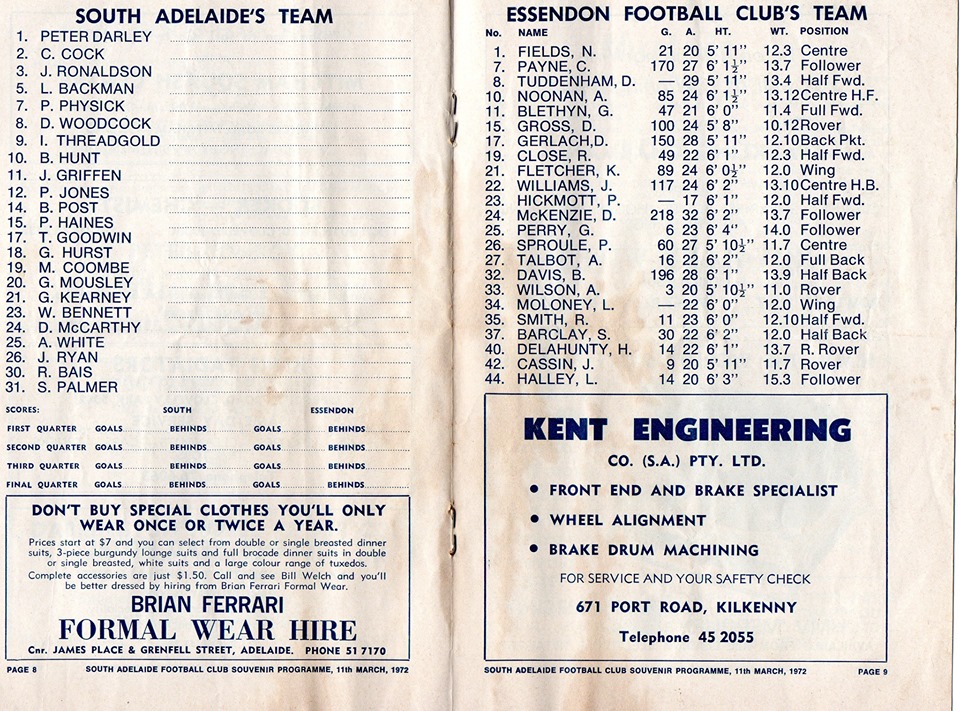 SOUTH ADELAIDE'S TEAM
1. PETER DARLEY
2. C. COCK
3. J. RONALDSON
5. L. BACKMAN
7. P. PHYSICK
8. D. WOODCOCK
9. I. THREADGOLD
10. B. HUNT
11. J. GRIFFEN
12. P. JONES
14. B. POST
15. P. HAINES
17. T. GOODWIN
18. G. HURST
19. M. COOMBE
20. G. MOUSLEY
21. G. KEARNEY
23. W. BENNETT
24. D. McCARTHY
25. A. WHITE
26. J. RYAN
30. R. BAIS
31. S. PALMER
SCORES: SOUTH ESSENDON
FIRST QUARTER GOALS BEHINDS GOALS BEHINDS
SECOND QUARTER GOALS BEHINDS GOALS BEHINDS
THIRD QUARTER GOALS BEHINDS GOALS BEHINDS
FINAL QUARTER GOALS BEHINDS GOALS BEHINDS
DON'T BUY SPECIAL CLOTHES YOU'LL ONLY
WEAR ONCE OR TWICE A YEAR.
Prices start at $7 and you can select from double or single breasted dinner
suits, 3-piece burgundy lounge suits and full brocade dinner suits in double
or single breasted, white suits and a large colour range of tuxedos.
Complete accessories are just $1.50. Call and see Bill Welch and you'll
be better dressed by hiring from Brian Ferrari Formal Wear.
BRIAN FERRARI
FORMAL WEAR HIRE
Cnr. JAMES PLACE & GRENFELL STREET, ADELAIDE. PHONE 51 7170
PAGE 8 SOUTH ADELAIDE FOOTBALL CLUB SOUVENIR PROGRAMME, 11th MARCH, 1972
ESSENDON FOOTBALL CLUB'S TEAM
No. NAME G. A. HT. WT. POSITION
1. FIELDS, N. 21 20 5' 11" 12.3 Centre
7. PAYNE, C. 170 27 6' 1½" 13.7 Follower
8. TUDDENHAM, D. — 29 5' 11" 13.4 Half Fwd.
10. NOONAN, A. 85 24 6' 1½" 13.12 Centre H.F.
11. BLETHYN, G. 47 21 6' 0" 11.4 Full Fwd.
15. GROSS, D. 100 24 5' 8" 10.12 Rover
17. GERLACH,D. 150 28 5' 11" 12.10 Back Pkt.
19. CLOSE, R. 49 22 6' 1" 12.3 Half Fwd.
21. FLETCHER, K. 89 24 6' 0½" 12.0 Wing
22. WILLIAMS, J. 117 24 6' 2" 13.10 Centre H.B.
23. HICKMOTT, P. — 17 6' 1" 12.0 Half Fwd.
24. McKENZIE, D. 218 32 6' 2" 13.7 Follower
25. PERRY, G. 6 23 6' 4" 14.0 Follower
26. SPROULE, P. 60 27 5' 10½" 11.7 Centre
27. TALBOT, A. 16 22 6' 2" 12.0 Full Back
32. DAVIS, B. 196 28 6' 1" 13.9 Half Back
33. WILSON, A. 3 20 5' 10½" 11.0 Rover
34. MOLONEY, L. — 22 6' 0" 12.0 Wing
35. SMITH, R. 11 23 6' 0" 12.10 Half Fwd.
37. BARCLAY, S. 30 22 6' 2" 12.0 Half Back
40. DELAHUNTY, H. 14 22 6' 1" 13.7 R. Rover
42. CASSIN, J. 9 20 5' 11" 11.7 Rover
44. HALLEY, L. 14 20 6' 3" 15.3 Follower
KENT ENGINEERING
CO. (S.A.) PTY. LTD.
• FRONT END AND BRAKE SPECIALIST
• WHEEL ALIGNMENT
• BRAKE DRUM MACHINING
FOR SERVICE AND YOUR SAFETY CHECK
671 PORT ROAD, KILKENNY
Telephone 45 2055
SOUTH ADELAIDE FOOTBALL CLUB SOUVENIR PROGRAMME, 11th MARCH, 1972 PAGE 9